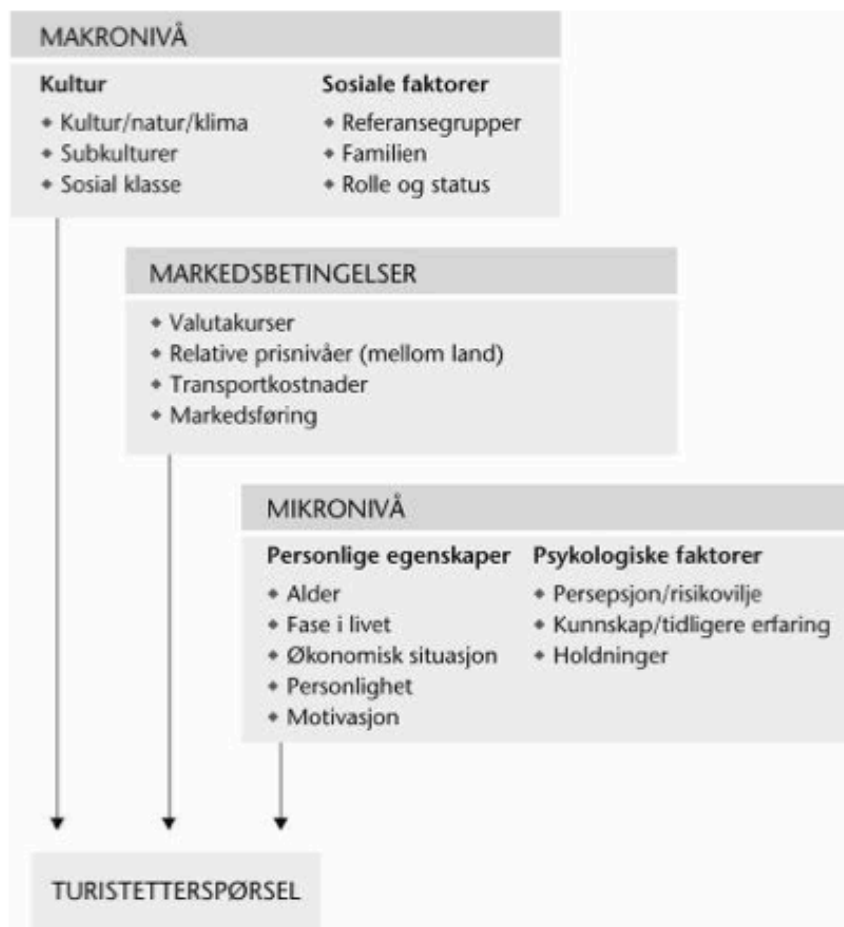 MAKRONIVÅ
Kultur
◆ Kultur/natur/klima
◆ Subkulturer
◆ Sosial klasse
Sosiale faktorer
◆ Referansegrupper
◆ Familien
◆ Rolle og status
MARKEDSBETINGELSER
◆ Valutakurser
◆ Relative prisnivåer (mellom land)
◆ Transportkostnader
◆ Markedsføring
MIKRONIVÅ
Personlige egenskaper
◆ Alder
◆ Fase i livet
◆ Økonomisk situasjon
◆ Personlighet
◆ Motivasjon
Psykologiske faktorer
◆ Persepsjon/risikovilje
◆ Kunnskap/tidligere erfaring
◆ Holdninger
TURISTETTERSPØRSEL